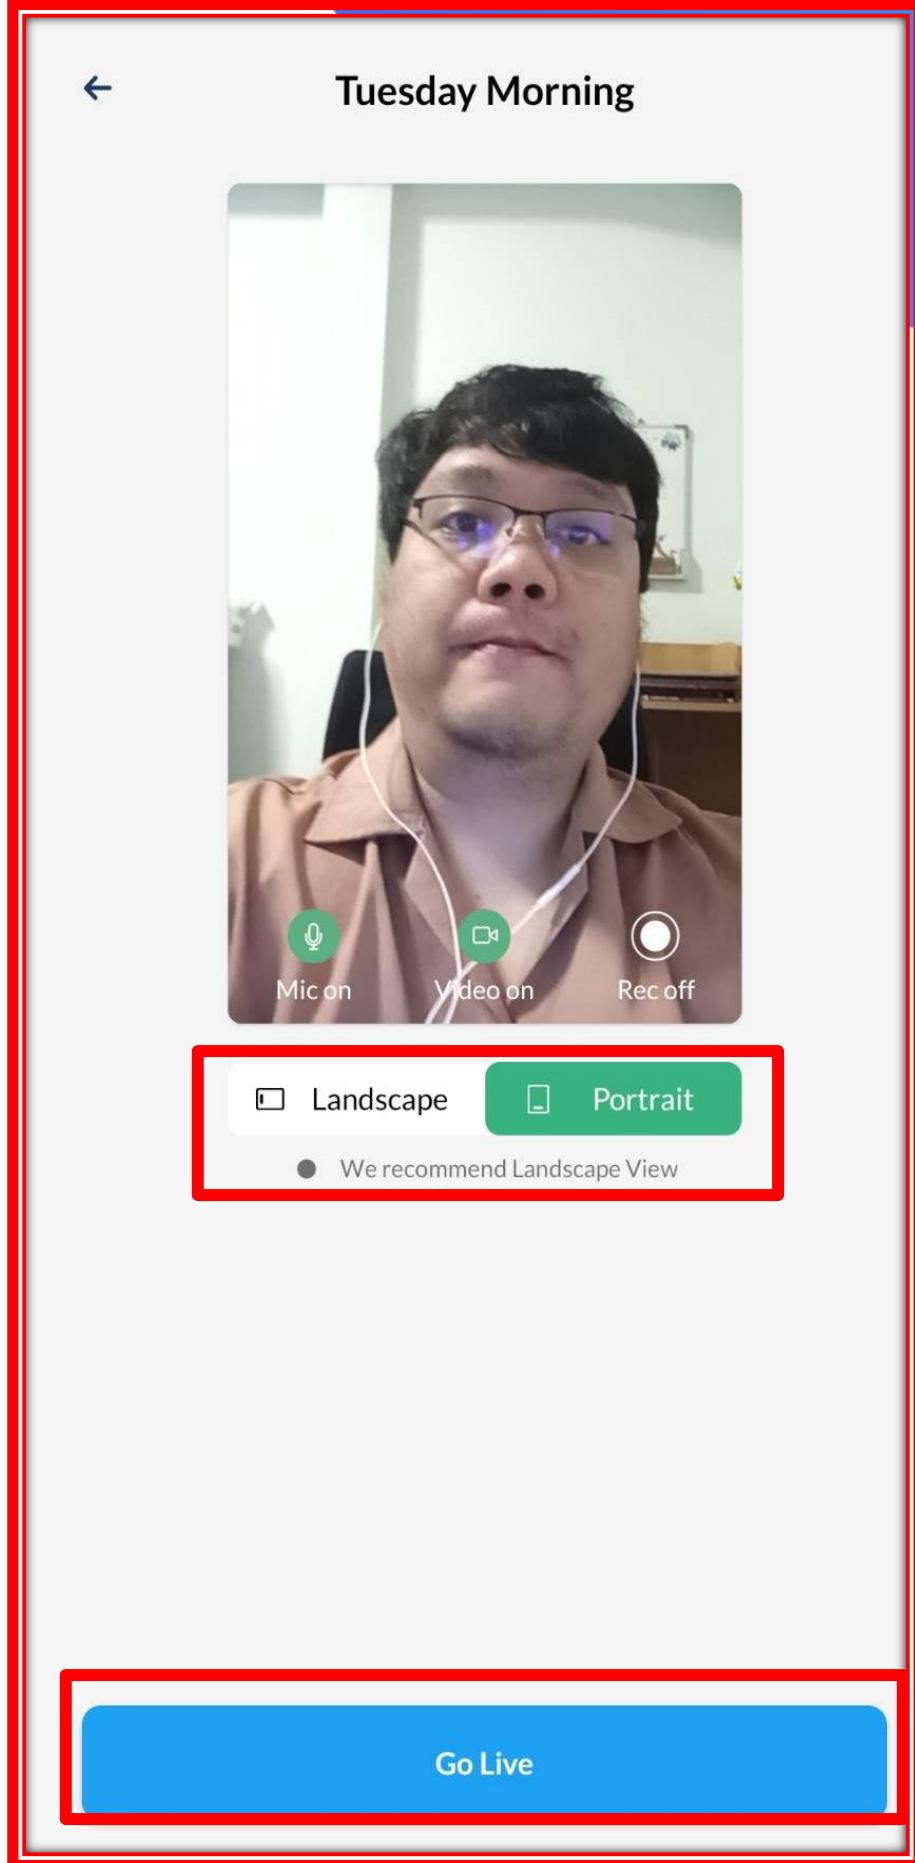 Tuesday Morning
Mic on Video on Rec off
Landscape Portrait
We recommend Landscape View
Go Live